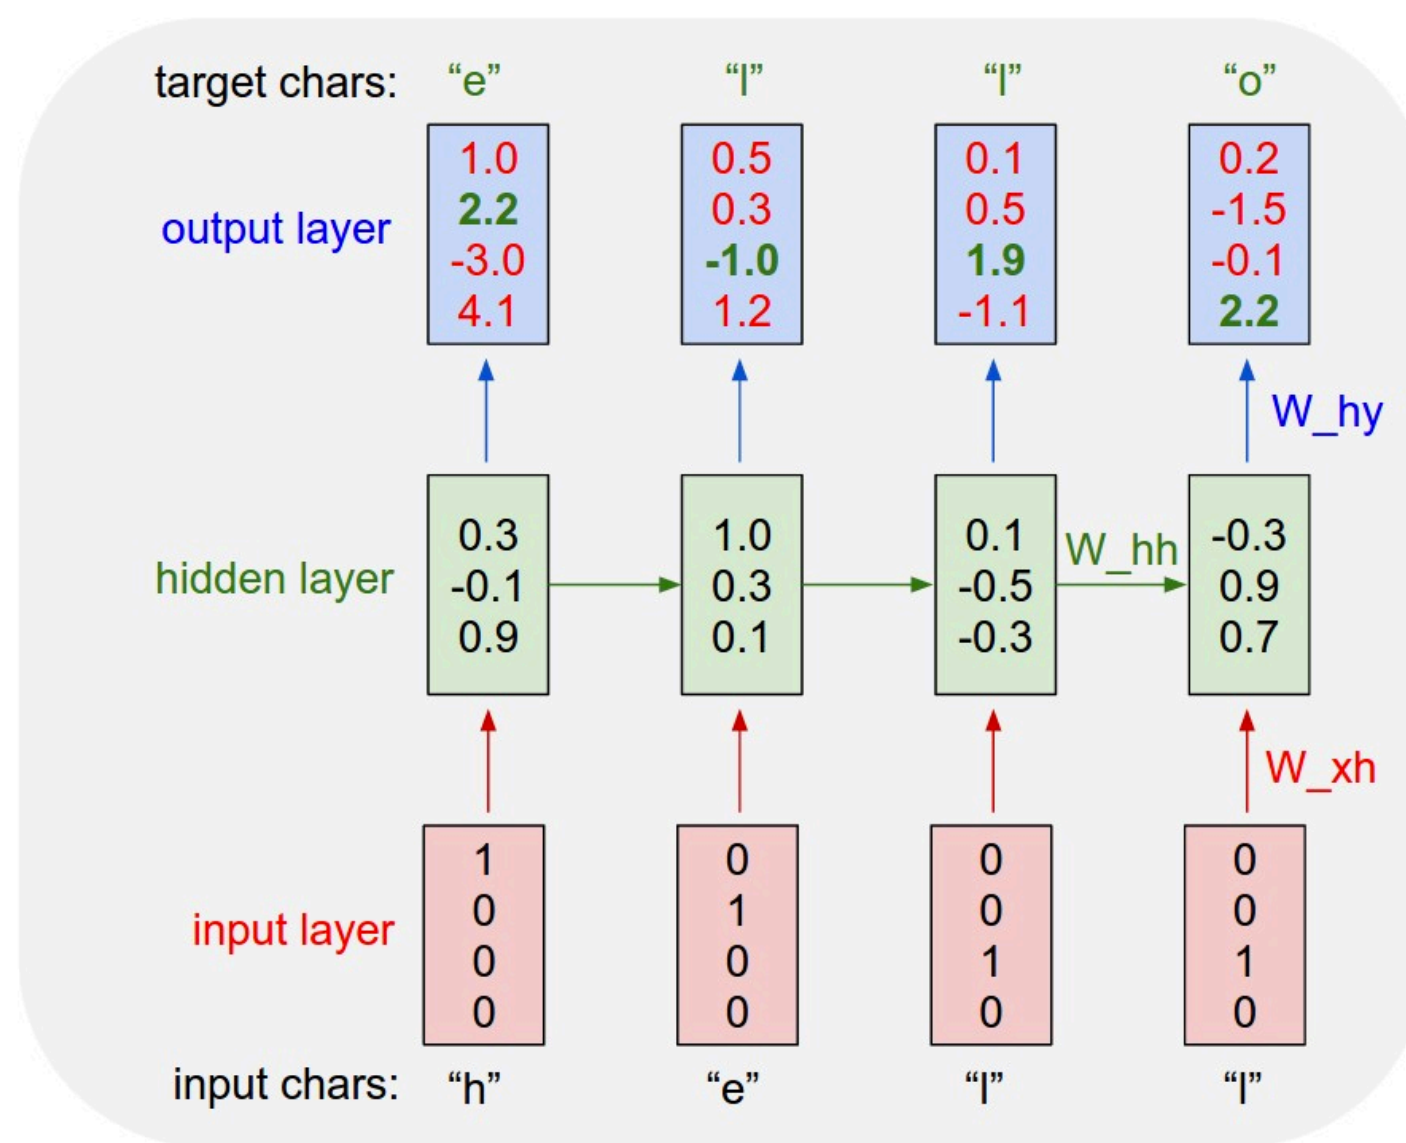 target chars: “e” “l” “l” “o”
output layer
1.0 0.5 0.1 0.2
2.2 0.3 0.5 -1.5
-3.0 -1.0 1.9 -0.1
4.1 1.2 -1.1 2.2
W_hy
hidden layer
0.3 1.0 0.1 -0.3
-0.1 0.3 -0.5 0.9
0.9 0.1 -0.3 0.7
W_hh
W_xh
input layer
1 0 0 0
0 1 0 0
0 0 1 1
0 0 0 0
input chars: “h” “e” “l” “l”